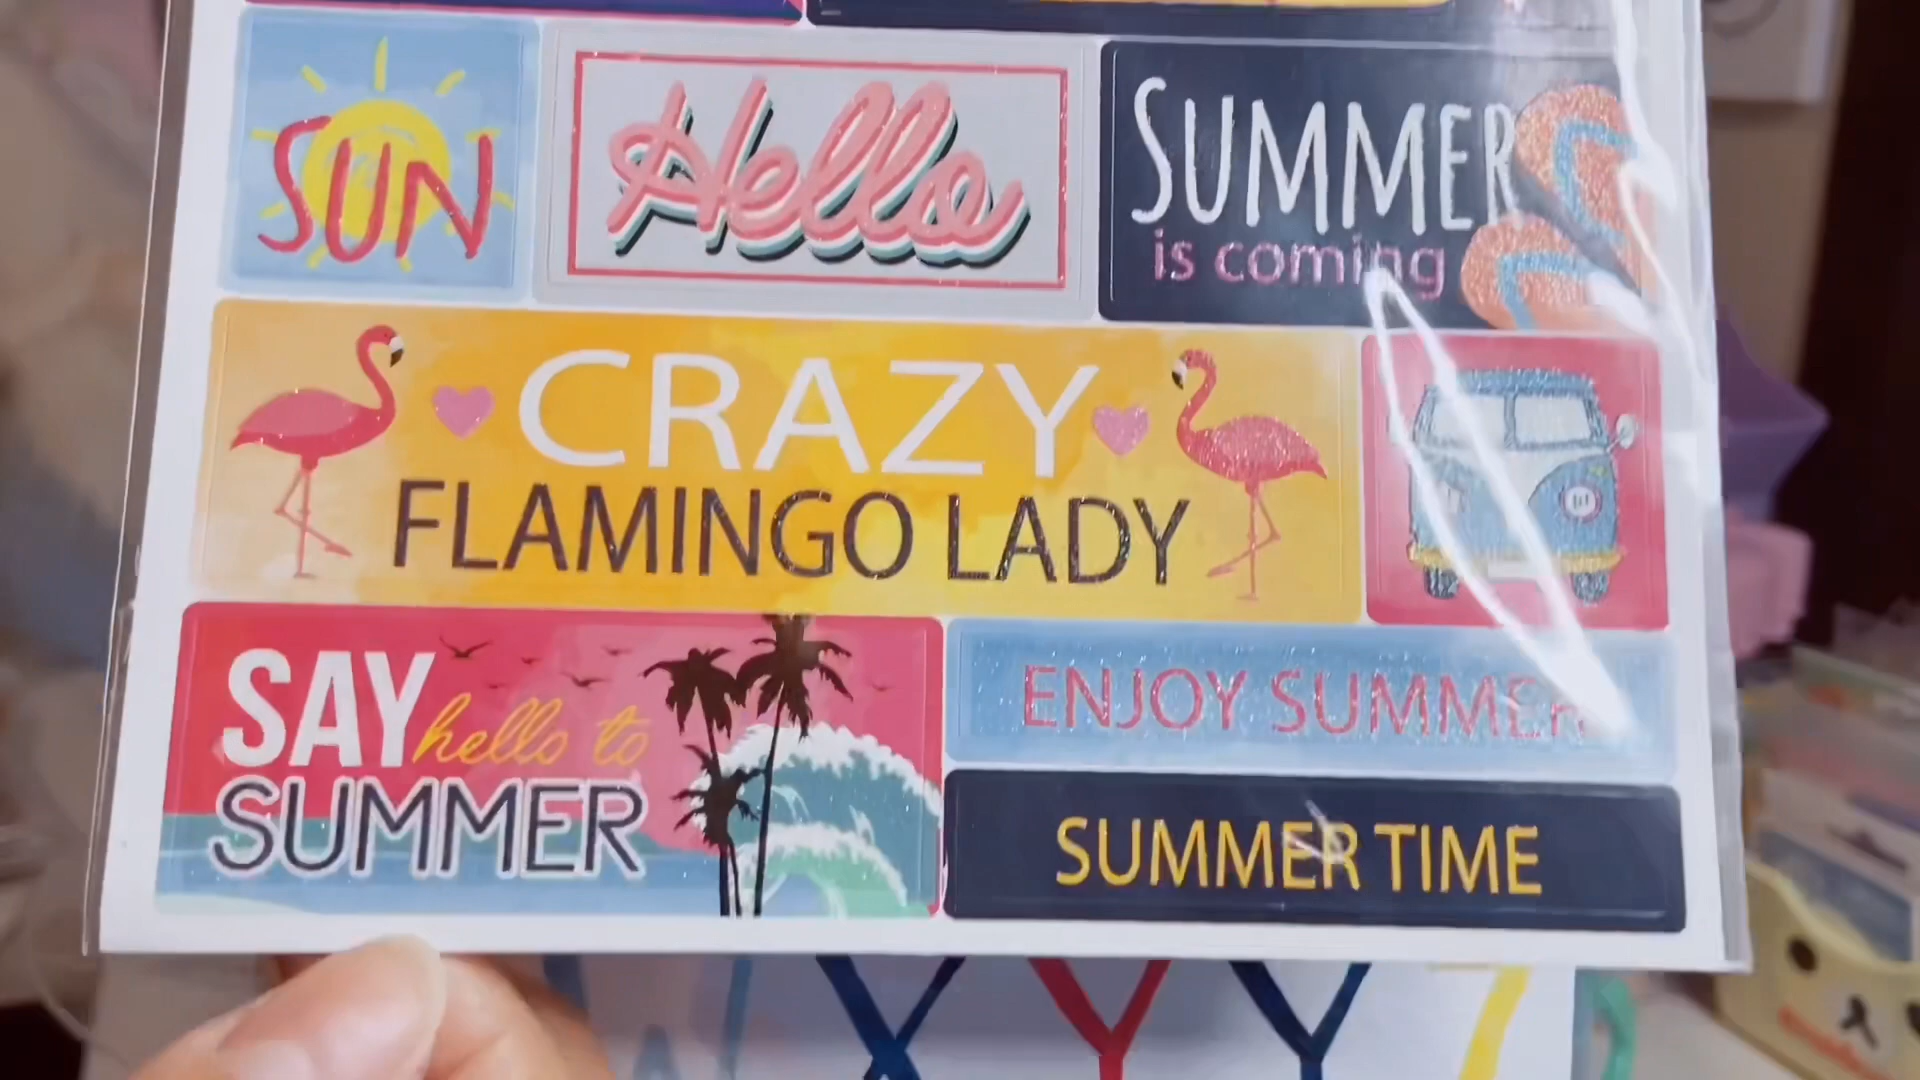 SUN
Hello
SUMMER
is coming
CRAZY
FLAMINGO LADY
SAY hello to
SUMMER
ENJOY SUMMER
SUMMER TIME
X Y Y